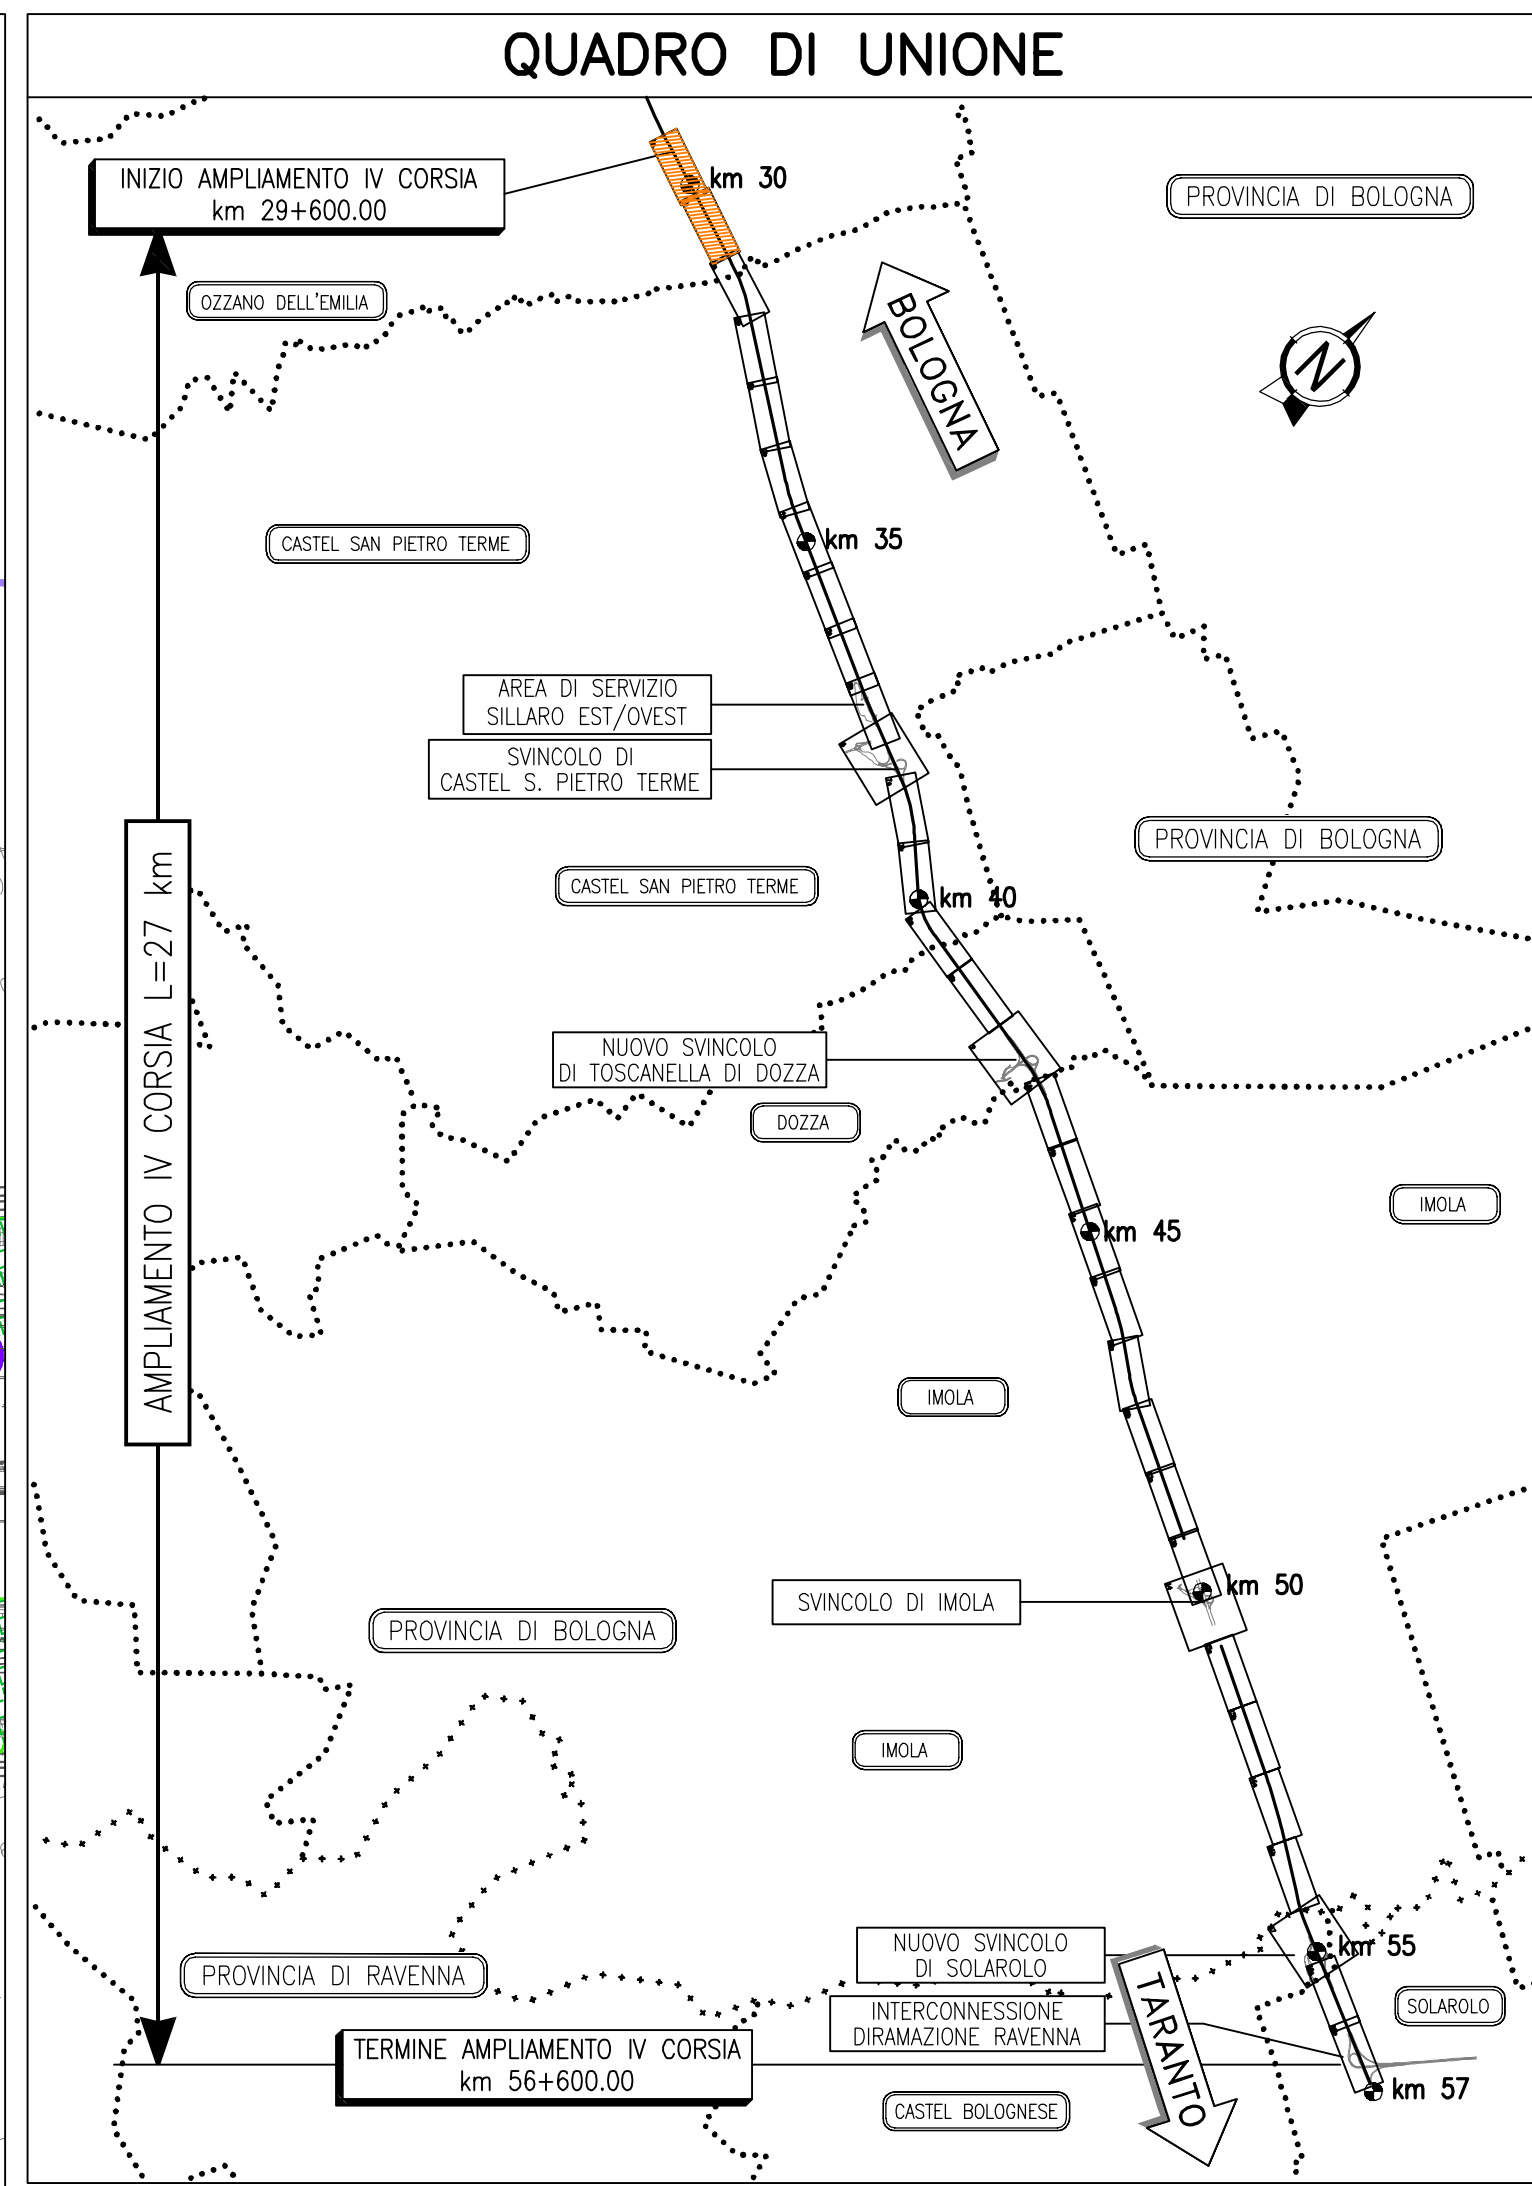 QUADRO DI UNIONE
INIZIO AMPLIAMENTO IV CORSIA
km 29+600.00
km 30
PROVINCIA DI BOLOGNA
OZZANO DELL'EMILIA
BOLOGNA
N
CASTEL SAN PIETRO TERME
km 35
AREA DI SERVIZIO
SILLARO EST/OVEST
SVINCOLO DI
CASTEL S. PIETRO TERME
PROVINCIA DI BOLOGNA
CASTEL SAN PIETRO TERME
km 40
AMPLIAMENTO IV CORSIA L=27 km
NUOVO SVINCOLO
DI TOSCANELLA DI DOZZA
DOZZA
IMOLA
km 45
IMOLA
km 50
SVINCOLO DI IMOLA
PROVINCIA DI BOLOGNA
IMOLA
NUOVO SVINCOLO
DI SOLAROLO
km 55
PROVINCIA DI RAVENNA
INTERCONNESSIONE
DIRAMAZIONE RAVENNA
SOLAROLO
TARANTO
TERMINE AMPLIAMENTO IV CORSIA
km 56+600.00
km 57
CASTEL BOLOGNESE